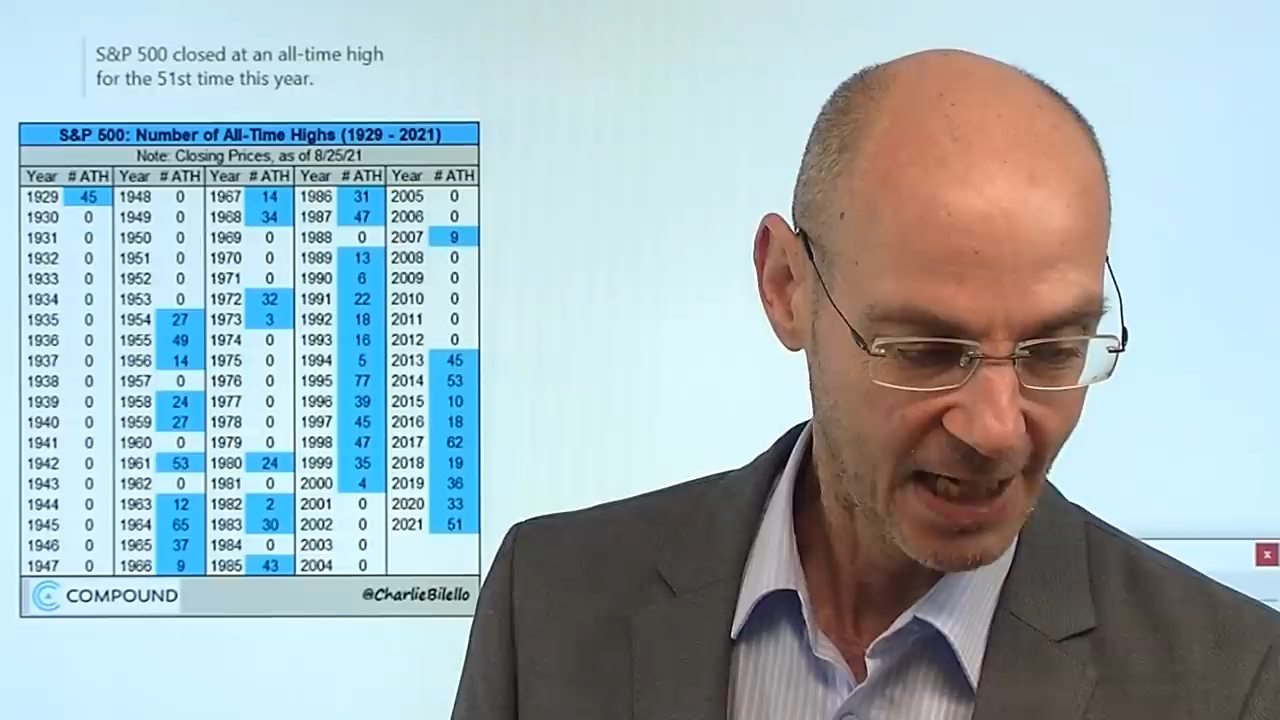 S&P 500 closed at an all-time high
for the 51st time this year.
S&P 500: Number of All-Time Highs (1929 - 2021)
Note: Closing Prices, as of 8/25/21
Year # ATH Year # ATH Year # ATH Year # ATH Year # ATH
1929 45 1948 0 1967 14 1986 31 2005 0
1930 0 1949 0 1968 34 1987 47 2006 0
1931 0 1950 0 1969 0 1988 0 2007 9
1932 0 1951 0 1970 0 1989 13 2008 0
1933 0 1952 0 1971 0 1990 6 2009 0
1934 0 1953 0 1972 32 1991 22 2010 0
1935 0 1954 27 1973 3 1992 18 2011 0
1936 0 1955 49 1974 0 1993 16 2012 0
1937 0 1956 14 1975 0 1994 5 2013 45
1938 0 1957 0 1976 0 1995 77 2014 53
1939 0 1958 24 1977 0 1996 39 2015 10
1940 0 1959 27 1978 0 1997 45 2016 18
1941 0 1960 0 1979 0 1998 47 2017 62
1942 0 1961 53 1980 24 1999 35 2018 19
1943 0 1962 0 1981 0 2000 4 2019 36
1944 0 1963 12 1982 2 2001 0 2020 33
1945 0 1964 65 1983 30 2002 0 2021 51
1946 0 1965 37 1984 0 2003 0
1947 0 1966 9 1985 43 2004 0
COMPOUND @CharlieBilello
x